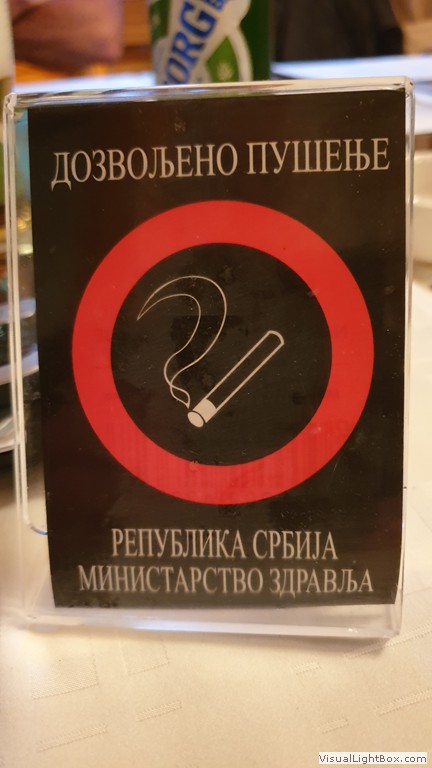 ДОЗВОЉЕНО ПУШЕЊЕ
РЕПУБЛИКА СРБИЈА
МИНИСТАРСТВО ЗДРАВЉА
VisualLightBox.com